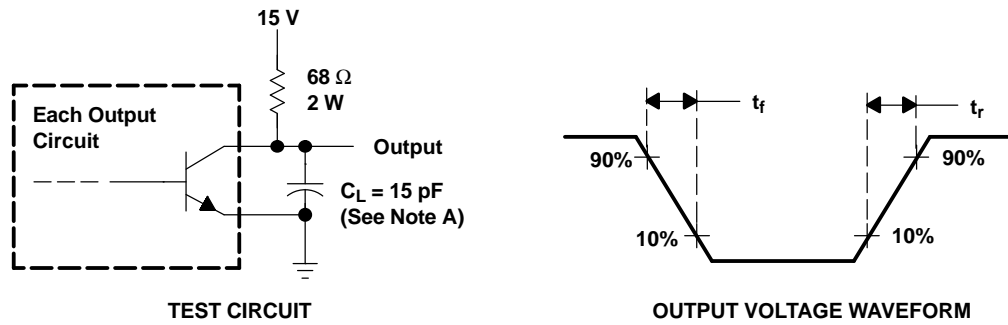 15 V
68 Ω
2 W
Each Output
Circuit
Output
C_L = 15 pF
(See Note A)
TEST CIRCUIT
t_f
t_r
90%
90%
10%
10%
OUTPUT VOLTAGE WAVEFORM